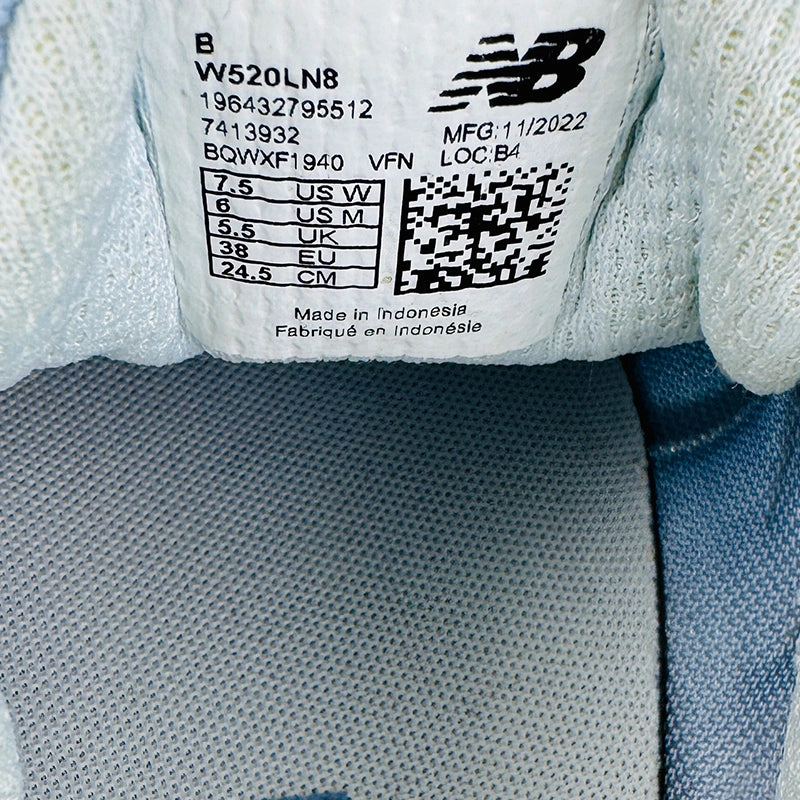 B
W520LN8
196432795512
7413932
BQWXF1940 VFN
NB
MFG:11/2022
LOC:B4
7.5 US W
6 US M
5.5 UK
38 EU
24.5 CM
Made in Indonesia
Fabriqué en Indonésie